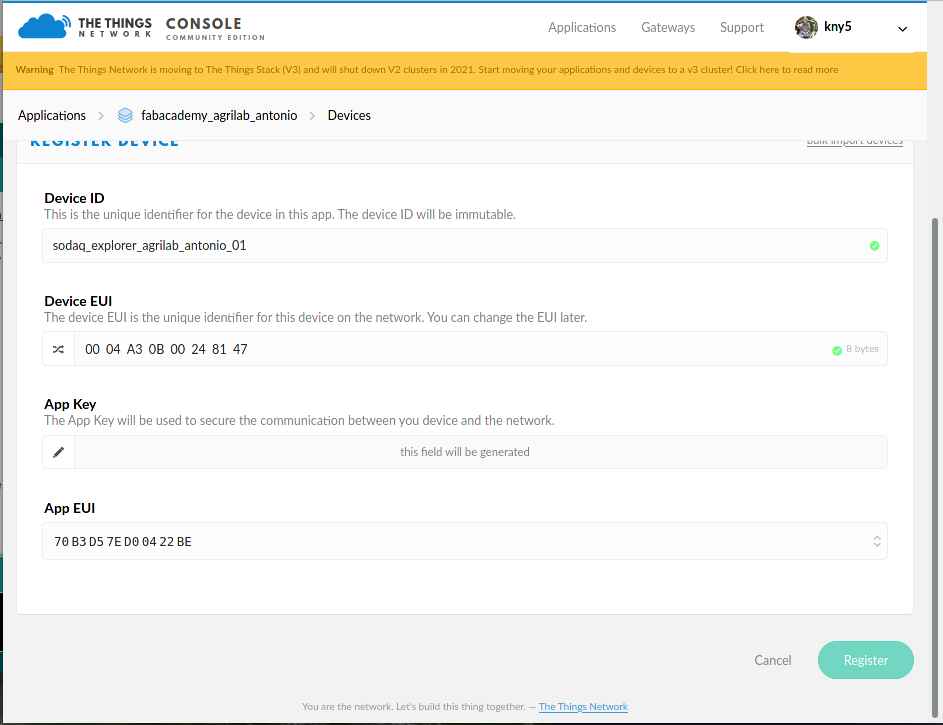 THE THINGS
NETWORK
CONSOLE
COMMUNITY EDITION
Applications Gateways Support kny5
Warning The Things Network is moving to The Things Stack (V3) and will shut down V2 clusters in 2021. Start moving your applications and devices to a v3 cluster! Click here to read more
Applications > fabacademy_agrilab_antonio > Devices
REGISTER DEVICE bulk import devices
Device ID
This is the unique identifier for the device in this app. The device ID will be immutable.
sodaq_explorer_agrilab_antonio_01
Device EUI
The device EUI is the unique identifier for this device on the network. You can change the EUI later.
00 04 A3 0B 00 24 81 47 8 bytes
App Key
The App Key will be used to secure the communication between you device and the network.
this field will be generated
App EUI
70 B3 D5 7E D0 04 22 BE
Cancel Register
You are the network. Let's build this thing together. — The Things Network